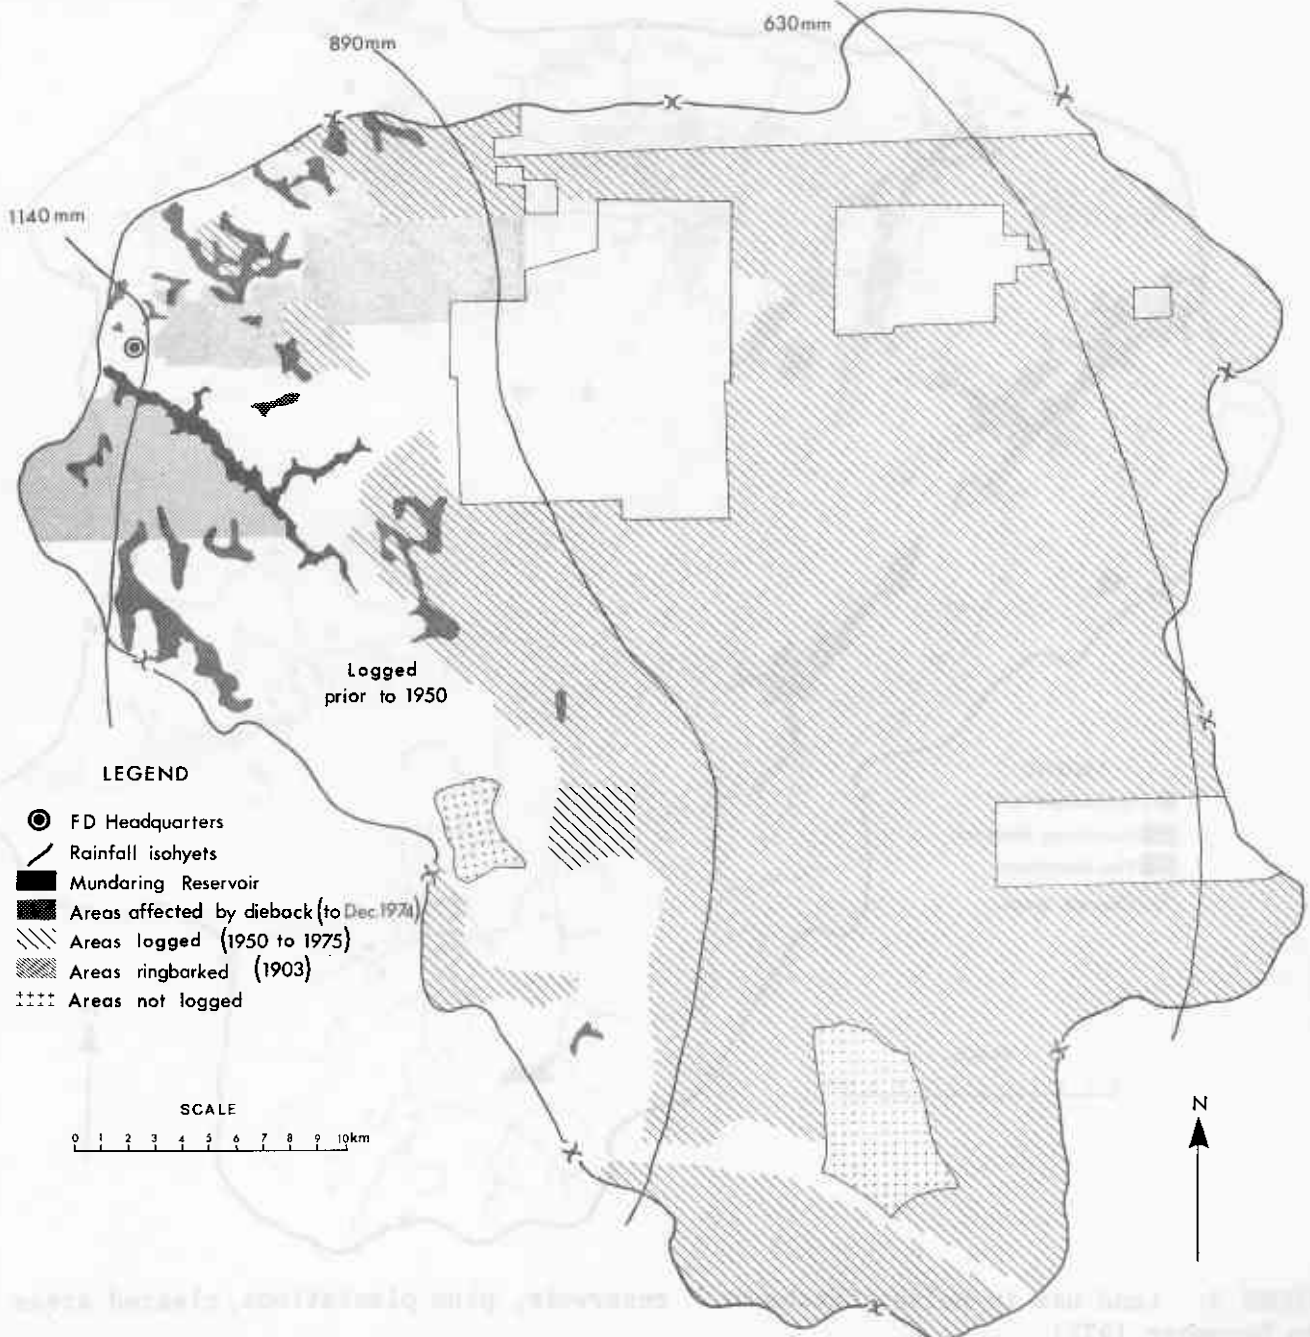 630mm
890mm
1140 mm
Logged
prior to 1950
LEGEND
FD Headquarters
Rainfall isohyets
Mundaring Reservoir
Areas affected by dieback (to Dec.1974)
Areas logged (1950 to 1975)
Areas ringbarked (1903)
Areas not logged
SCALE
0 1 2 3 4 5 6 7 8 9 10km
N